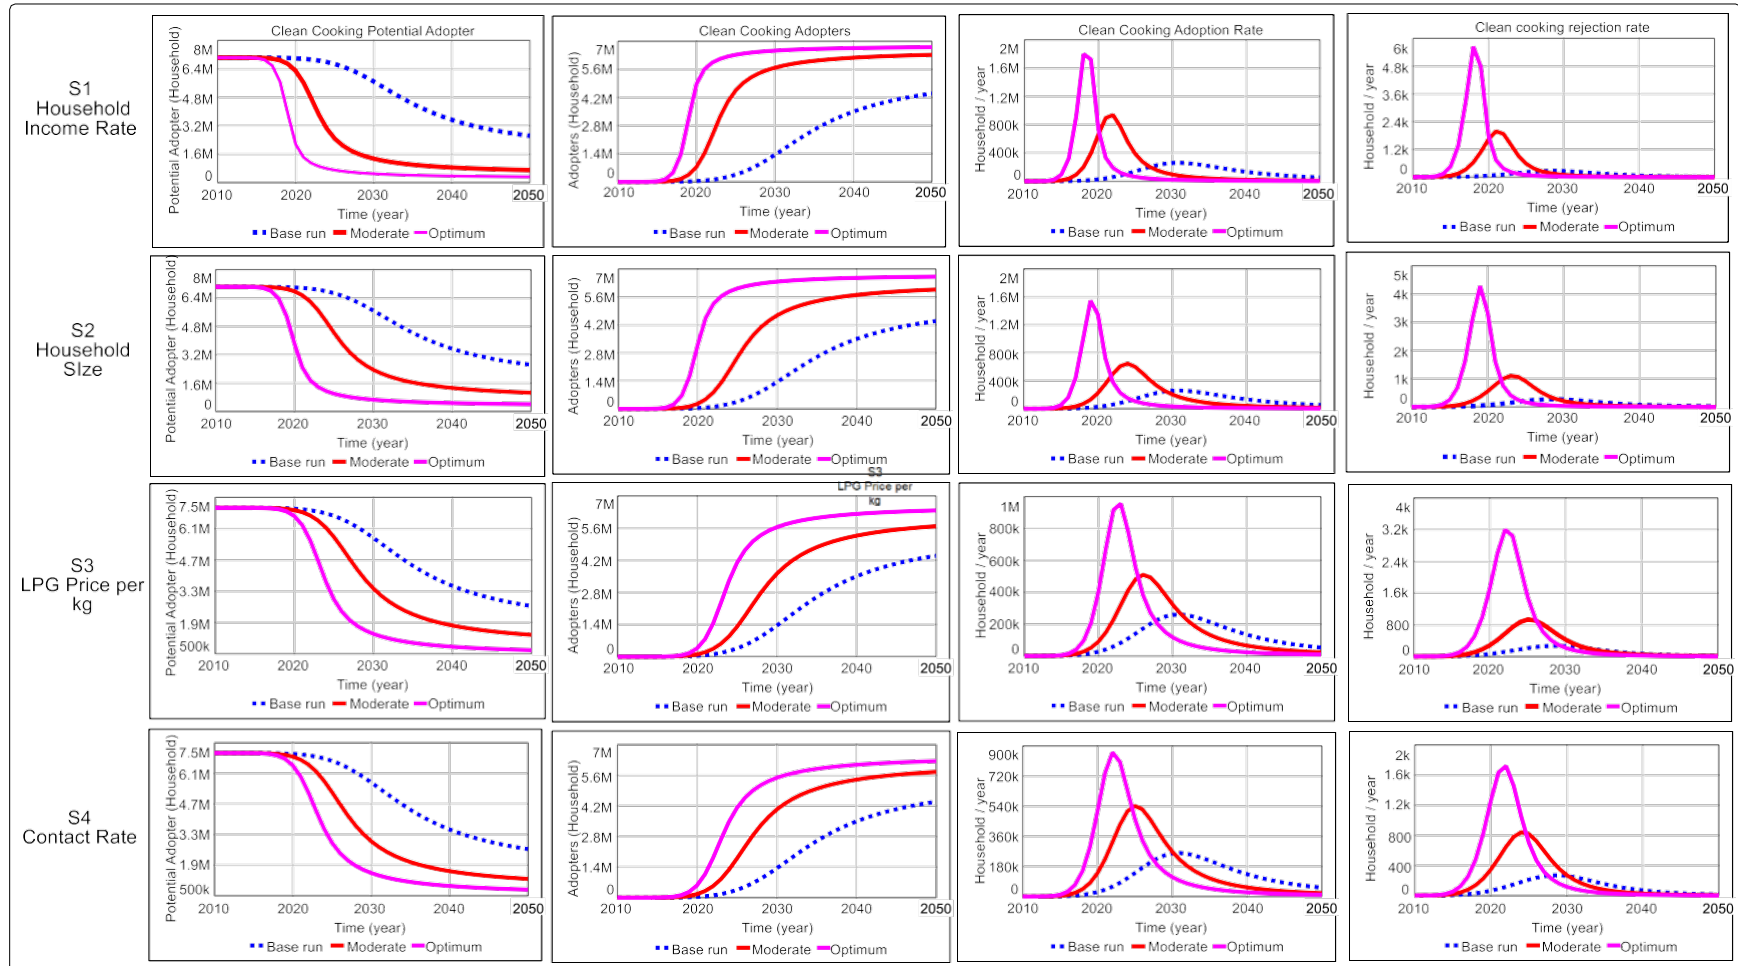 Clean Cooking Potential Adopter
Clean Cooking Adopters
Clean Cooking Adoption Rate
Clean cooking rejection rate
S1
Household
Income Rate
Potential Adopter (Household)
8M
6.4M
4.8M
3.2M
1.6M
0
2010 2020 2030 2040 2050
Time (year)
Base run Moderate Optimum
Adopters (Household)
7M
5.6M
4.2M
2.8M
1.4M
0
2010 2020 2030 2040 2050
Time (year)
Base run Moderate Optimum
Household / year
2M
1.6M
1.2M
800k
400k
0
2010 2020 2030 2040 2050
Time (year)
Base run Moderate Optimum
Household / year
6k
4.8k
3.6k
2.4k
1.2k
0
2010 2020 2030 2040 2050
Time (year)
Base run Moderate Optimum
S2
Household
SIze
Potential Adopter (Household)
8M
6.4M
4.8M
3.2M
1.6M
0
2010 2020 2030 2040 2050
Time (year)
Base run Moderate Optimum
Adopters (Household)
7M
5.6M
4.2M
2.8M
1.4M
0
2010 2020 2030 2040 2050
Time (year)
Base run Moderate Optimum
Household / year
2M
1.6M
1.2M
800k
400k
0
2010 2020 2030 2040 2050
Time (year)
Base run Moderate Optimum
Household / year
5k
4k
3k
2k
1k
0
2010 2020 2030 2040 2050
Time (year)
Base run Moderate Optimum
S3
LPG Price per
kg
Potential Adopter (Household)
7.5M
6.1M
4.7M
3.3M
1.9M
500k
2010 2020 2030 2040 2050
Time (year)
Base run Moderate Optimum
S3
LPG Price per
kg
Adopters (Household)
7M
5.6M
4.2M
2.8M
1.4M
0
2010 2020 2030 2040 2050
Time (year)
Base run Moderate Optimum
Household / year
1M
800k
600k
400k
200k
0
2010 2020 2030 2040 2050
Time (year)
Base run Moderate Optimum
Household / year
4k
3.2k
2.4k
1.6k
800
0
2010 2020 2030 2040 2050
Time (year)
Base run Moderate Optimum
S4
Contact Rate
Potential Adopter (Household)
7.5M
6.1M
4.7M
3.3M
1.9M
500k
2010 2020 2030 2040 2050
Time (year)
Base run Moderate Optimum
Adopters (Household)
7M
5.6M
4.2M
2.8M
1.4M
0
2010 2020 2030 2040 2050
Time (year)
Base run Moderate Optimum
Household / year
900k
720k
540k
360k
180k
0
2010 2020 2030 2040 2050
Time (year)
Base run Moderate Optimum
Household / year
2k
1.6k
1.2k
800
400
0
2010 2020 2030 2040 2050
Time (year)
Base run Moderate Optimum